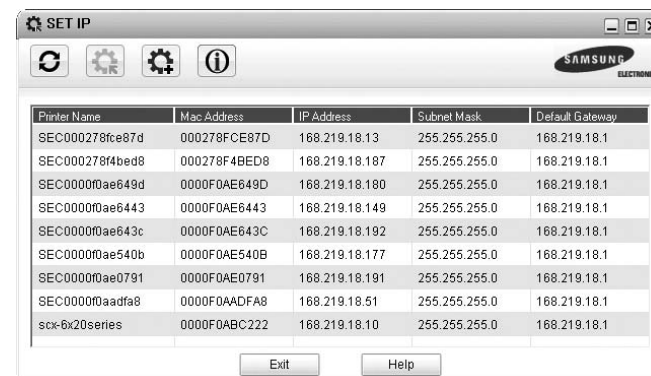 SET IP
SAMSUNG
ELECTRONI
Printer Name Mac Address IP Address Subnet Mask Default Gateway
SEC000278fce87d 000278FCE87D 168.219.18.13 255.255.255.0 168.219.18.1
SEC000278f4bed8 000278F4BED8 168.219.18.187 255.255.255.0 168.219.18.1
SEC0000f0ae649d 0000F0AE649D 168.219.18.180 255.255.255.0 168.219.18.1
SEC0000f0ae6443 0000F0AE6443 168.219.18.149 255.255.255.0 168.219.18.1
SEC0000f0ae643c 0000F0AE643C 168.219.18.192 255.255.255.0 168.219.18.1
SEC0000f0ae540b 0000F0AE540B 168.219.18.177 255.255.255.0 168.219.18.1
SEC0000f0ae0791 0000F0AE0791 168.219.18.191 255.255.255.0 168.219.18.1
SEC0000f0aadfa8 0000F0AADFA8 168.219.18.51 255.255.255.0 168.219.18.1
scx-6x20series 0000F0ABC222 168.219.18.10 255.255.255.0 168.219.18.1
Exit Help